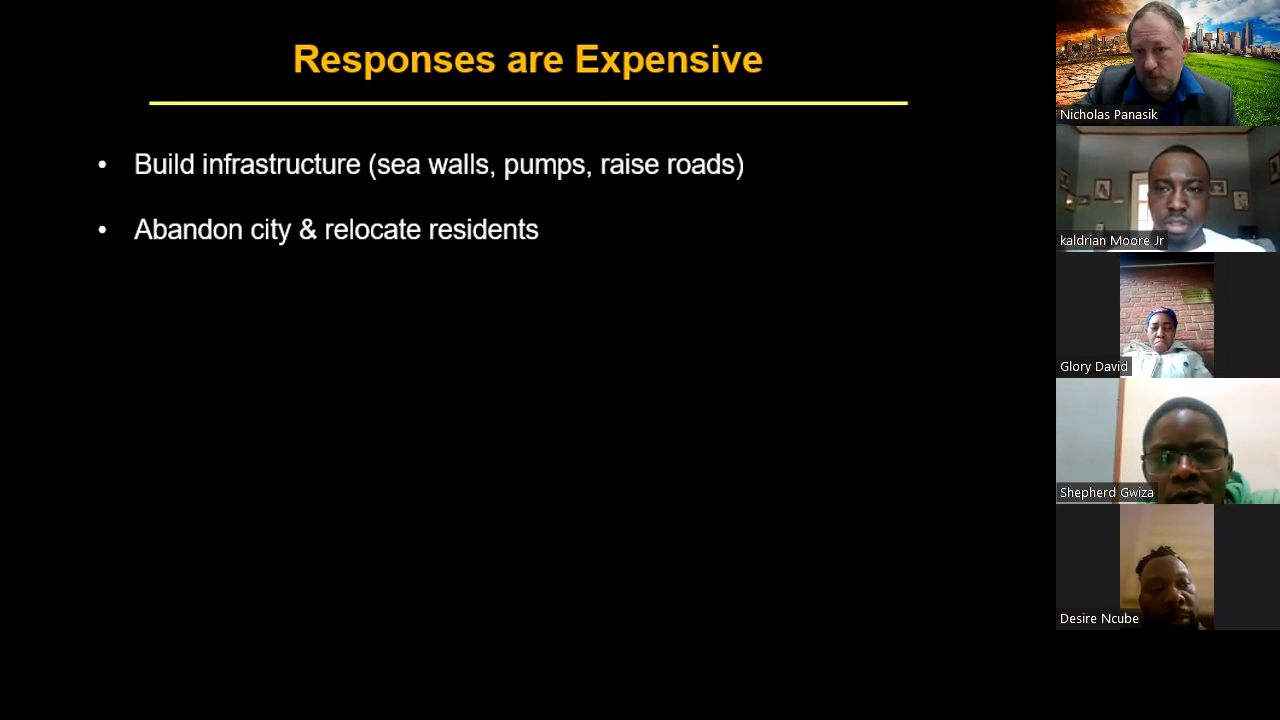 Responses are Expensive
• Build infrastructure (sea walls, pumps, raise roads)
• Abandon city & relocate residents
Nicholas Panasik
kaldrian Moore Jr
Glory David
Shepherd Gwiza
Desire Ncube